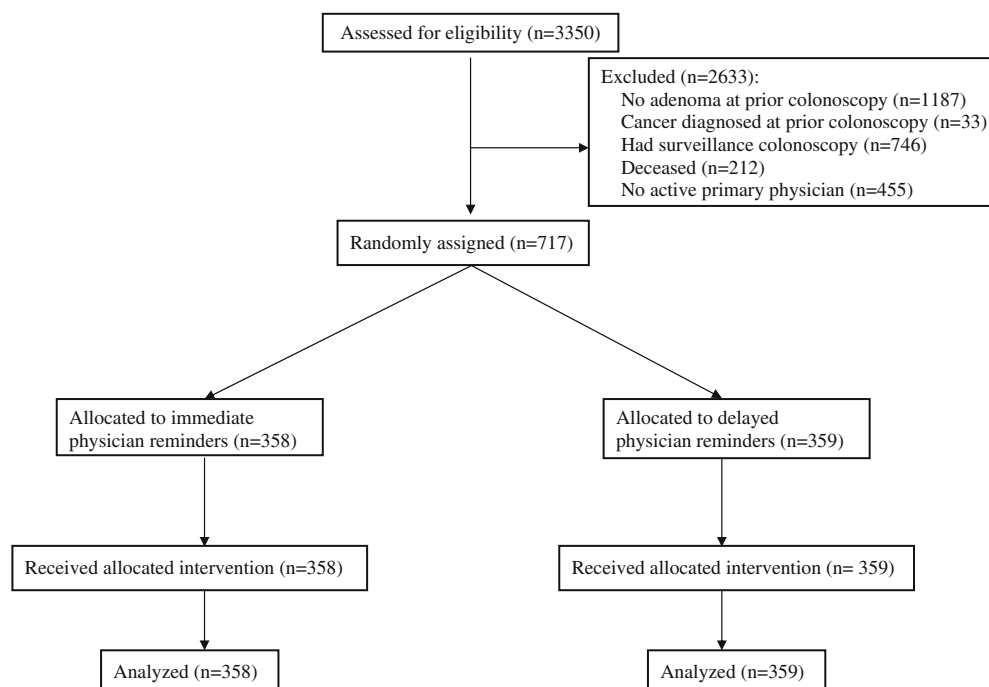 Assessed for eligibility (n=3350)
Excluded (n=2633):
No adenoma at prior colonoscopy (n=1187)
Cancer diagnosed at prior colonoscopy (n=33)
Had surveillance colonoscopy (n=746)
Deceased (n=212)
No active primary physician (n=455)
Randomly assigned (n=717)
Allocated to immediate
physician reminders (n=358)
Allocated to delayed
physician reminders (n=359)
Received allocated intervention (n=358)
Received allocated intervention (n= 359)
Analyzed (n=358)
Analyzed (n=359)